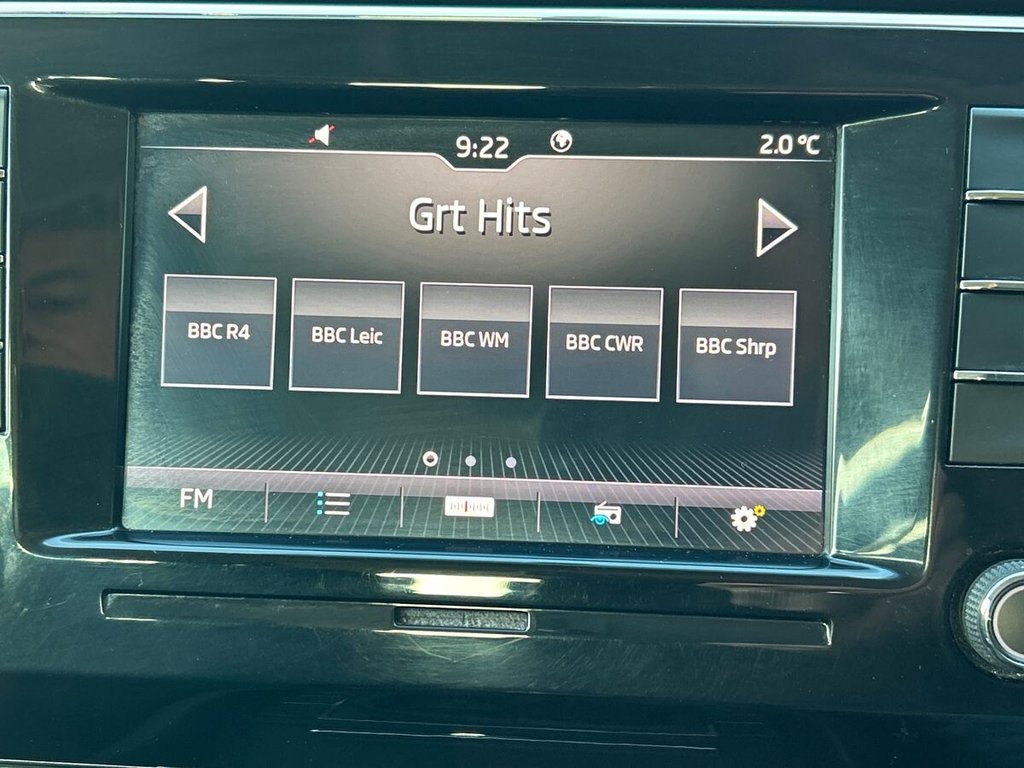 9:22
2.0 °C
Grt Hits
BBC R4
BBC Leic
BBC WM
BBC CWR
BBC Shrp
FM